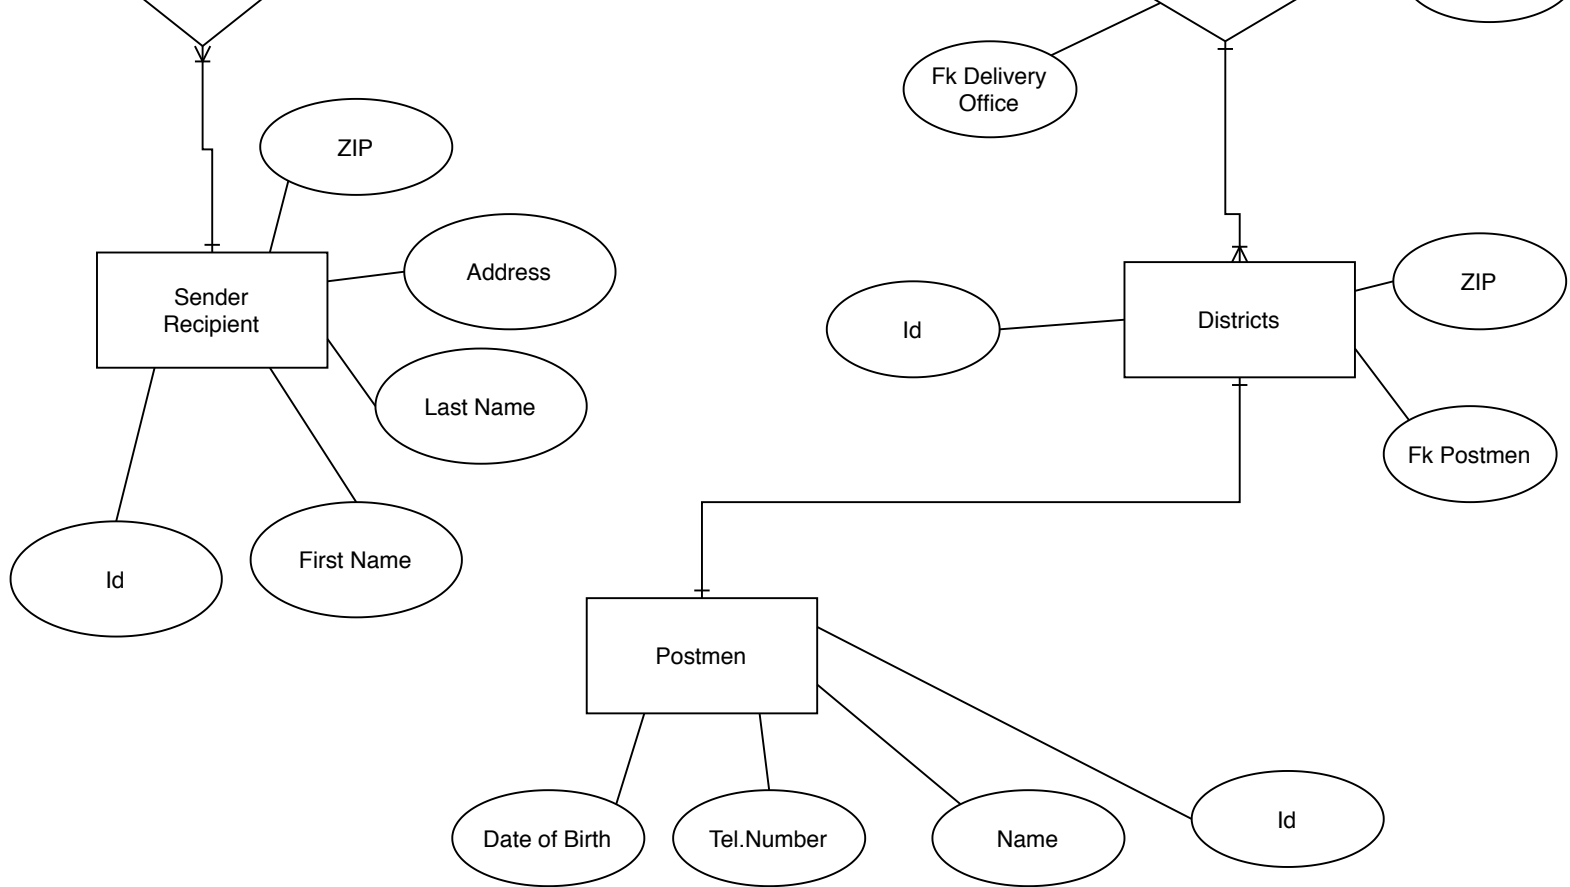 Fk Delivery
Office
ZIP
Address
Sender
Recipient
ZIP
Id
Districts
Last Name
Fk Postmen
First Name
Id
Postmen
Id
Date of Birth
Tel.Number
Name